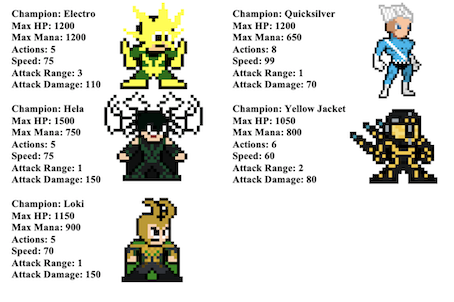 Champion: Electro
Max HP: 1200
Max Mana: 1200
Actions: 5
Speed: 75
Attack Range: 3
Attack Damage: 110
Champion: Quicksilver
Max HP: 1200
Max Mana: 650
Actions: 8
Speed: 99
Attack Range: 1
Attack Damage: 70
Champion: Hela
Max HP: 1500
Max Mana: 750
Actions: 5
Speed: 75
Attack Range: 1
Attack Damage: 150
Champion: Yellow Jacket
Max HP: 1050
Max Mana: 800
Actions: 6
Speed: 60
Attack Range: 2
Attack Damage: 80
Champion: Loki
Max HP: 1150
Max Mana: 900
Actions: 5
Speed: 70
Attack Range: 1
Attack Damage: 150